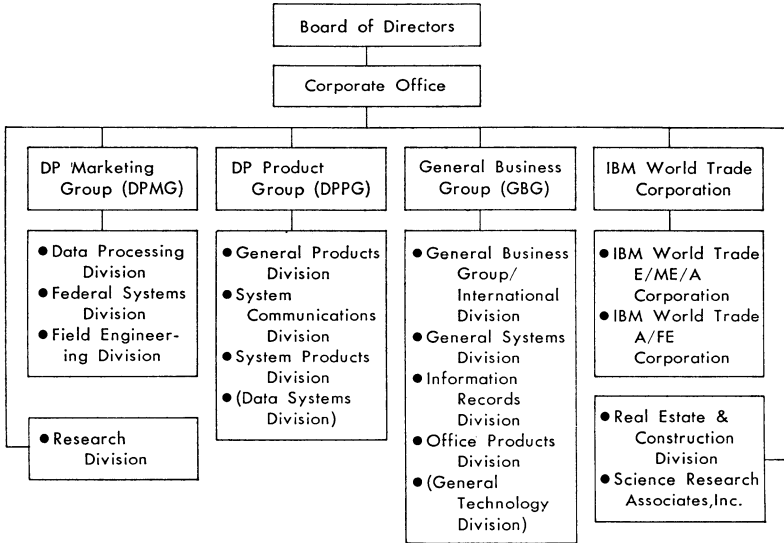 Board of Directors
Corporate Office
DP Marketing
Group (DPMG)
● Data Processing
Division
● Federal Systems
Division
● Field Engineer-
ing Division
● Research
Division
DP Product
Group (DPPG)
● General Products
Division
● System
Communications
Division
● System Products
Division
● (Data Systems
Division)
General Business
Group (GBG)
● General Business
Group/
International
Division
● General Systems
Division
● Information
Records
Division
● Office Products
Division
● (General
Technology
Division)
IBM World Trade
Corporation
● IBM World Trade
E/ME/A
Corporation
● IBM World Trade
A/FE
Corporation
● Real Estate &
Construction
Division
● Science Research
Associates,Inc.